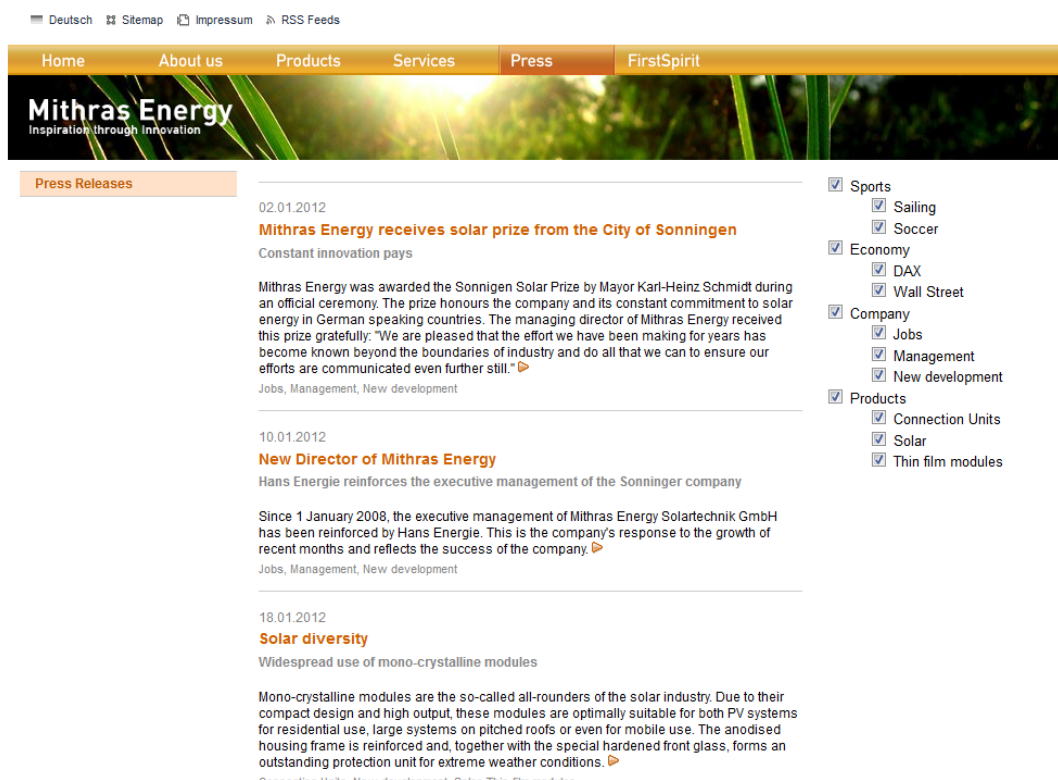 Deutsch Sitemap Impressum RSS Feeds
Home About us Products Services Press FirstSpirit
Mithras Energy
Inspiration through Innovation
Press Releases
02.01.2012
Mithras Energy receives solar prize from the City of Sonningen
Constant innovation pays
Mithras Energy was awarded the Sonnigen Solar Prize by Mayor Karl-Heinz Schmidt during
an official ceremony. The prize honours the company and its constant commitment to solar
energy in German speaking countries. The managing director of Mithras Energy received
this prize gratefully: "We are pleased that the effort we have been making for years has
become known beyond the boundaries of industry and do all that we can to ensure our
efforts are communicated even further still."
Jobs, Management, New development
10.01.2012
New Director of Mithras Energy
Hans Energie reinforces the executive management of the Sonninger company
Since 1 January 2008, the executive management of Mithras Energy Solartechnik GmbH
has been reinforced by Hans Energie. This is the company's response to the growth of
recent months and reflects the success of the company.
Jobs, Management, New development
18.01.2012
Solar diversity
Widespread use of mono-crystalline modules
Mono-crystalline modules are the so-called all-rounders of the solar industry. Due to their
compact design and high output, these modules are optimally suitable for both PV systems
for residential use, large systems on pitched roofs or even for mobile use. The anodised
housing frame is reinforced and, together with the special hardened front glass, forms an
outstanding protection unit for extreme weather conditions.
Sports
Sailing
Soccer
Economy
DAX
Wall Street
Company
Jobs
Management
New development
Products
Connection Units
Solar
Thin film modules